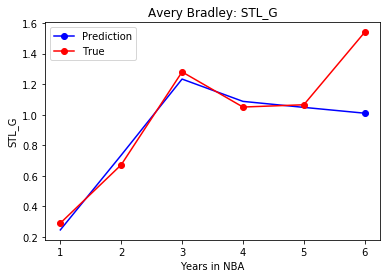 Avery Bradley: STL_G
Prediction
True
STL_G
1.6
1.4
1.2
1.0
0.8
0.6
0.4
0.2
1 2 3 4 5 6
Years in NBA